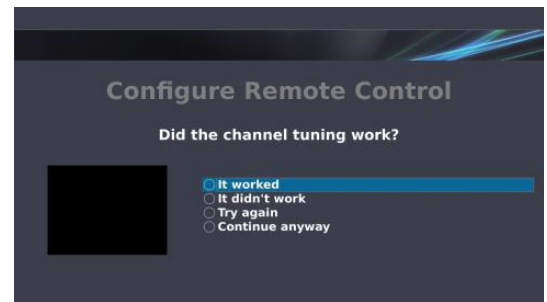 Configure Remote Control
Did the channel tuning work?
It worked
It didn't work
Try again
Continue anyway